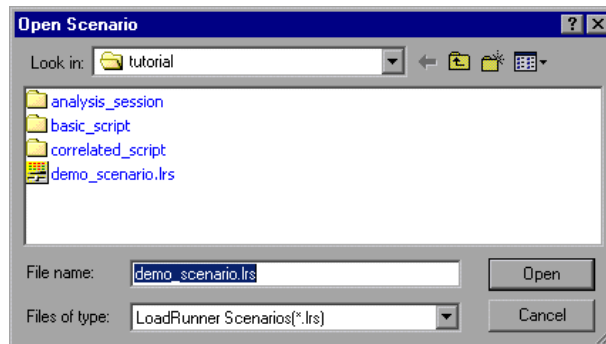 Open Scenario
Look in: tutorial
analysis_session
basic_script
correlated_script
demo_scenario.lrs
File name: demo_scenario.lrs Open
Files of type: LoadRunner Scenarios(*.lrs) Cancel